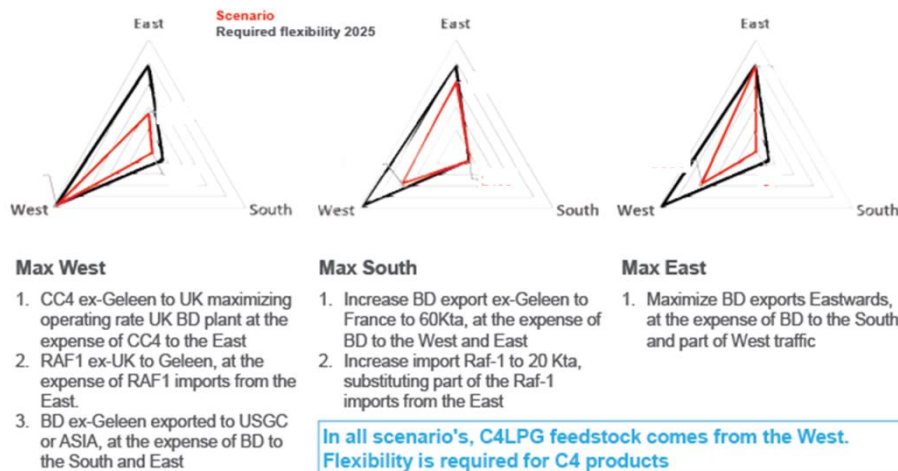 Scenario
Required flexibility 2025
East
East
East
West
South
West
South
West
South
Max West
1. CC4 ex-Geleen to UK maximizing
operating rate UK BD plant at the
expense of CC4 to the East
2. RAF1 ex-UK to Geleen, at the
expense of RAF1 imports from the
East.
3. BD ex-Geleen exported to USGC
or ASIA, at the expense of BD to
the South and East
Max South
1. Increase BD export ex-Geleen to
France to 60Kta, at the expense of
BD to the West and East
2. Increase import Raf-1 to 20 Kta,
substituting part of the Raf-1
imports from the East
Max East
1. Maximize BD exports Eastwards,
at the expense of BD to the South
and part of West traffic
In all scenario's, C4LPG feedstock comes from the West.
Flexibility is required for C4 products